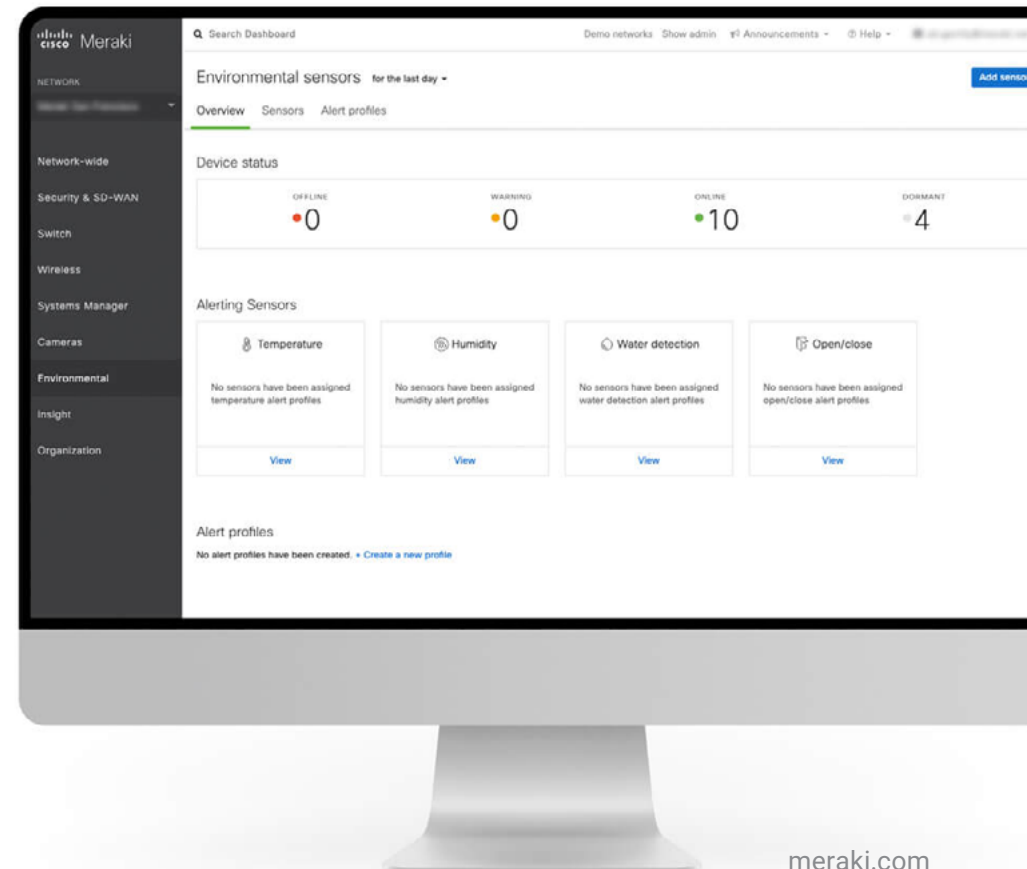 cisco Meraki
Search Dashboard
Demo networks Show admin Announcements Help
NETWORK
Environmental sensors for the last day
Add senso
Overview Sensors Alert profiles
Network-wide
Security & SD-WAN
Switch
Wireless
Systems Manager
Cameras
Environmental
Insight
Organization
Device status
OFFLINE
0
WARNING
0
ONLINE
10
DORMANT
4
Alerting Sensors
Temperature
No sensors have been assigned
temperature alert profiles
View
Humidity
No sensors have been assigned
humidity alert profiles
View
Water detection
No sensors have been assigned
water detection alert profiles
View
Open/close
No sensors have been assigned
open/close alert profiles
View
Alert profiles
No alert profiles have been created. + Create a new profile
meraki.com